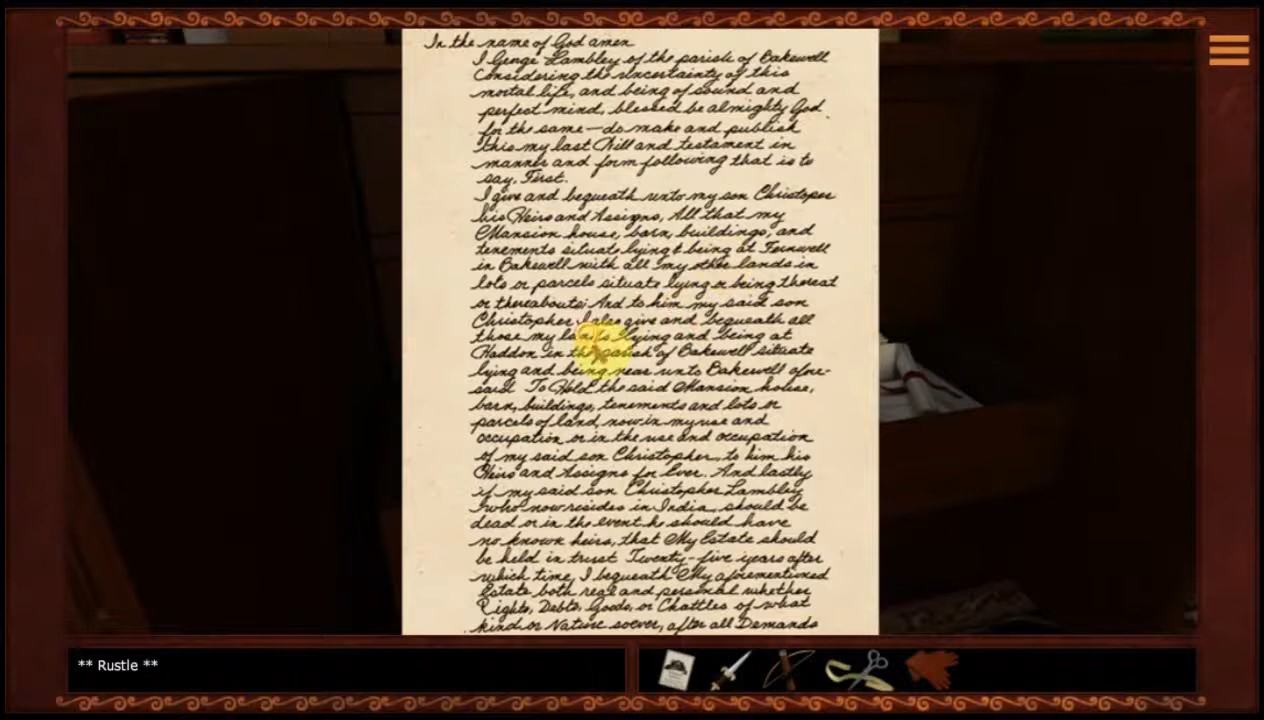 In the name of God amen
I George Lambley of the parish of Bakewell
Considering the uncertainty of this
mortal life, and being of sound and
perfect mind, blessed be almighty God
for the same—do make and publish
this my last Will and testament in
manner and form following that is to
say, First.
I give and bequeath unto my son Christoper
his Heirs and Assigns, All that my
Mansion house, barn, buildings, and
tenements situate lying & being at Fernwell
in Bakewell with all my other lands in
lots or parcels situate lying or being thereat
or thereabouts; And to him my said son
Christopher I also give and bequeath all
those my lands lying and being at
Haddon in the parish of Bakewell situate
lying and being near unto Bakewell afore-
said. To Hold the said Mansion house,
barn, buildings, tenements and lots or
parcels of land, now in my use and
occupation or in the use and occupation
of my said son Christopher, to him his
Heirs and Assigns for Ever. And lastly
if my said son Christopher Lambley
who now resides in India should be
dead or in the event he should have
no known heirs, that My Estate should
be held in trust Twenty-five years after
which time, I bequeath My aforementioned
Estate both real and personal whether
Rights, Debts, Goods, or Chattles of what
kind or Nature soever, after all Demands
** Rustle **